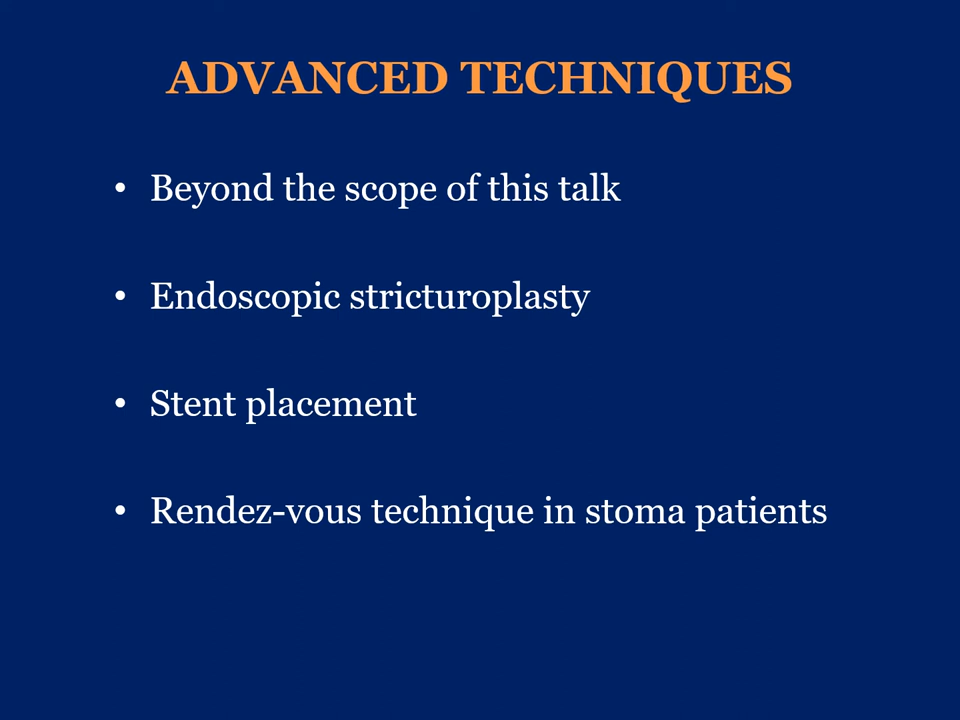 ADVANCED TECHNIQUES
• Beyond the scope of this talk
• Endoscopic stricturoplasty
• Stent placement
• Rendez-vous technique in stoma patients